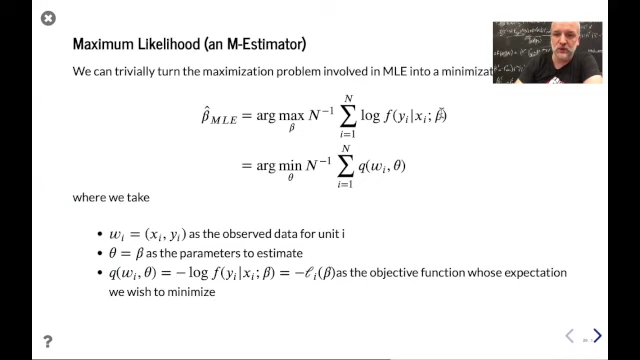 Maximum Likelihood (an M-Estimator)
We can trivially turn the maximization problem involved in MLE into a minimizat
β̂_MLE = arg max_β N⁻¹ ∑_{i=1}^{N} log f(y_i|x_i; β)
= arg min_θ N⁻¹ ∑_{i=1}^{N} q(w_i, θ)
where we take
• w_i = (x_i, y_i) as the observed data for unit i
• θ = β as the parameters to estimate
• q(w_i, θ) = −log f(y_i|x_i; β) = −ℓ_i(β) as the objective function whose expectation
we wish to minimize
?